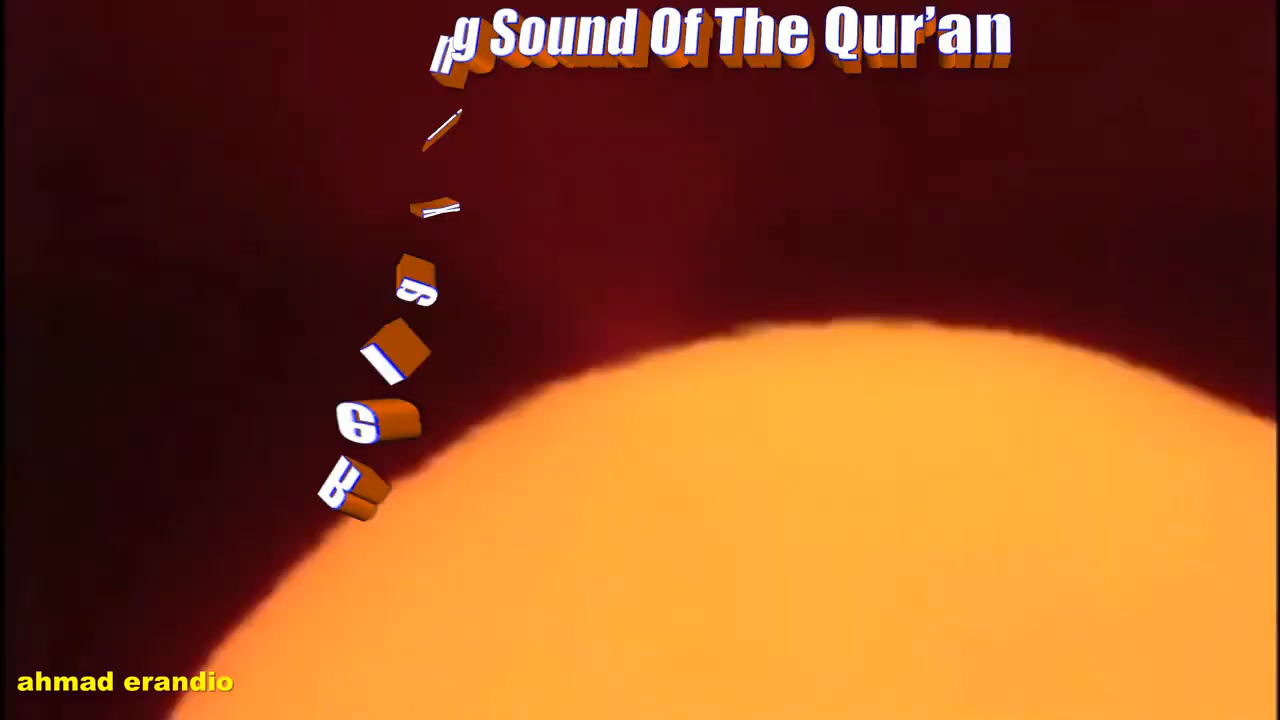 g Sound Of The Qur’an
ahmad erandio